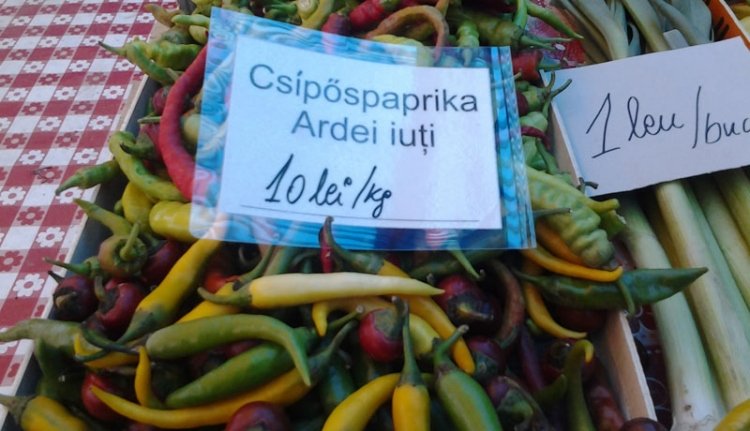 Csípőspaprika
Ardei iuți
10 lei/kg
1 leu/buc